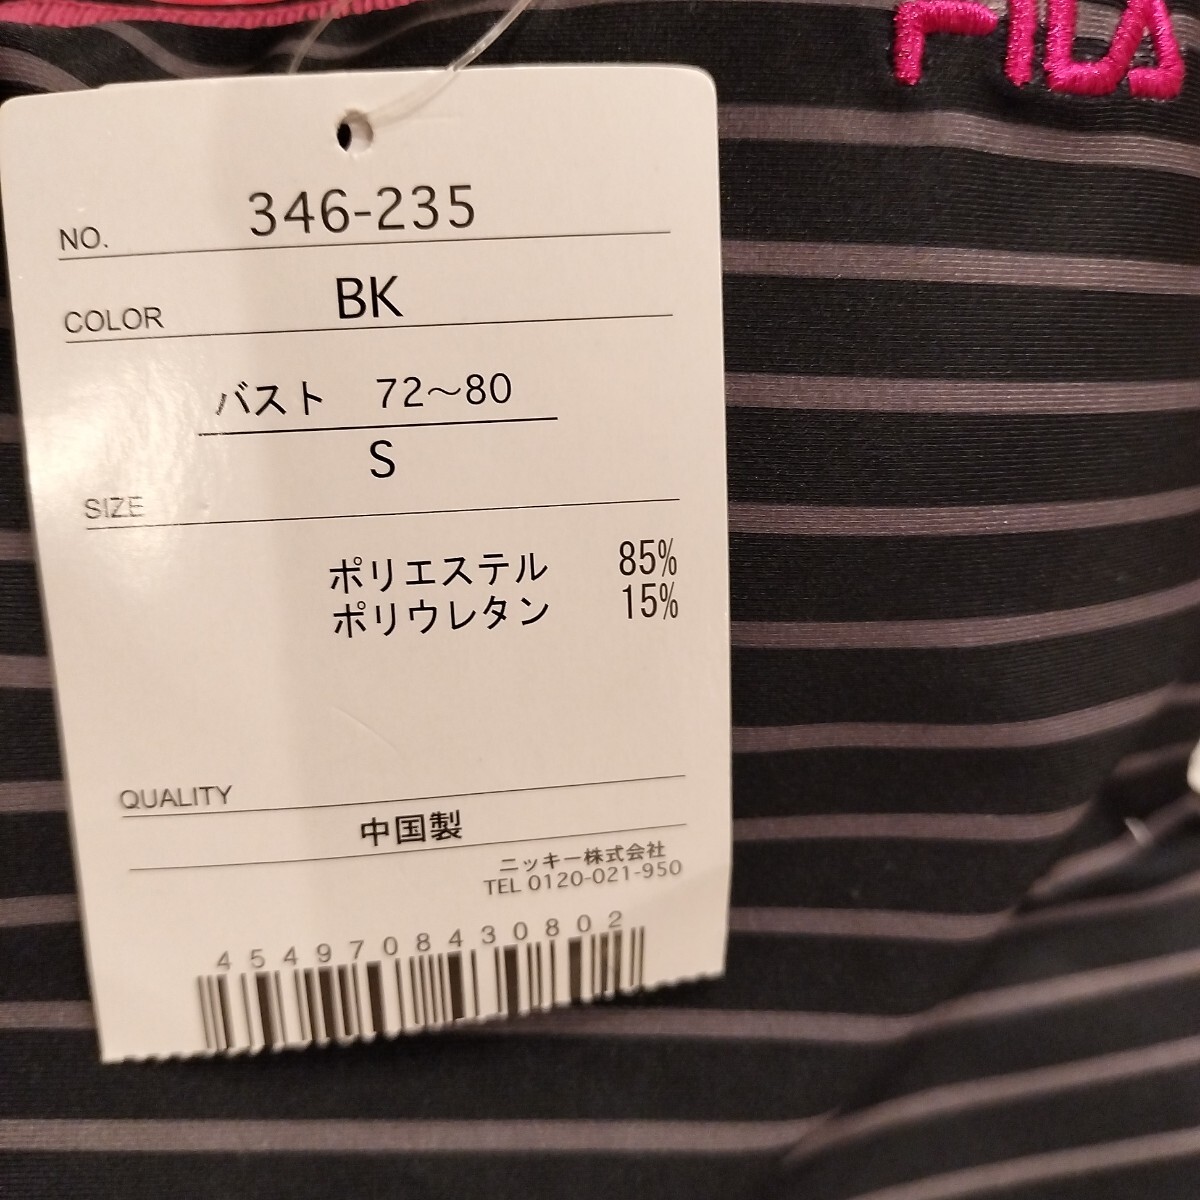 FILA
NO. 346-235
COLOR BK
バスト 72～80
S
SIZE
ポリエステル 85%
ポリウレタン 15%
QUALITY
中国製
ニッキー株式会社
TEL 0120-021-950
4549708430802